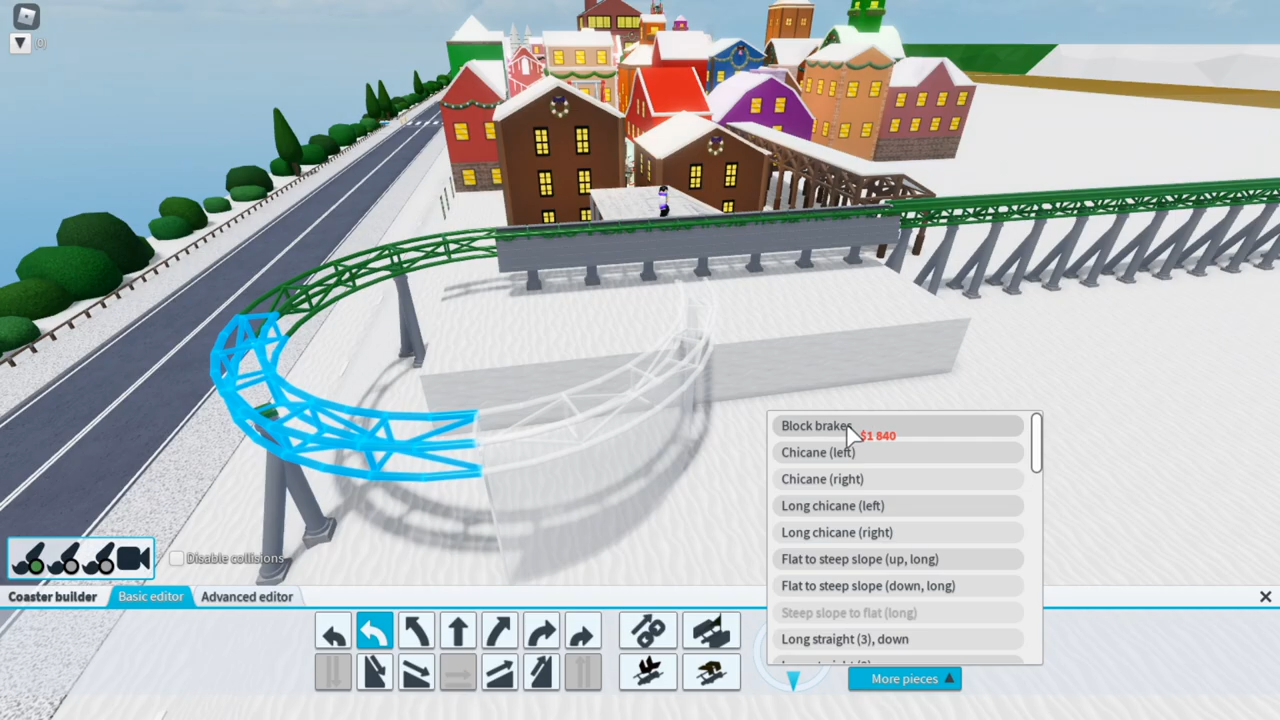 (0)
Block brakes
$1 840
Chicane (left)
Chicane (right)
Long chicane (left)
Long chicane (right)
Flat to steep slope (up, long)
Flat to steep slope (down, long)
Steep slope to flat (long)
Long straight (3), down
Disable collisions
Coaster builder
Basic editor
Advanced editor
More pieces